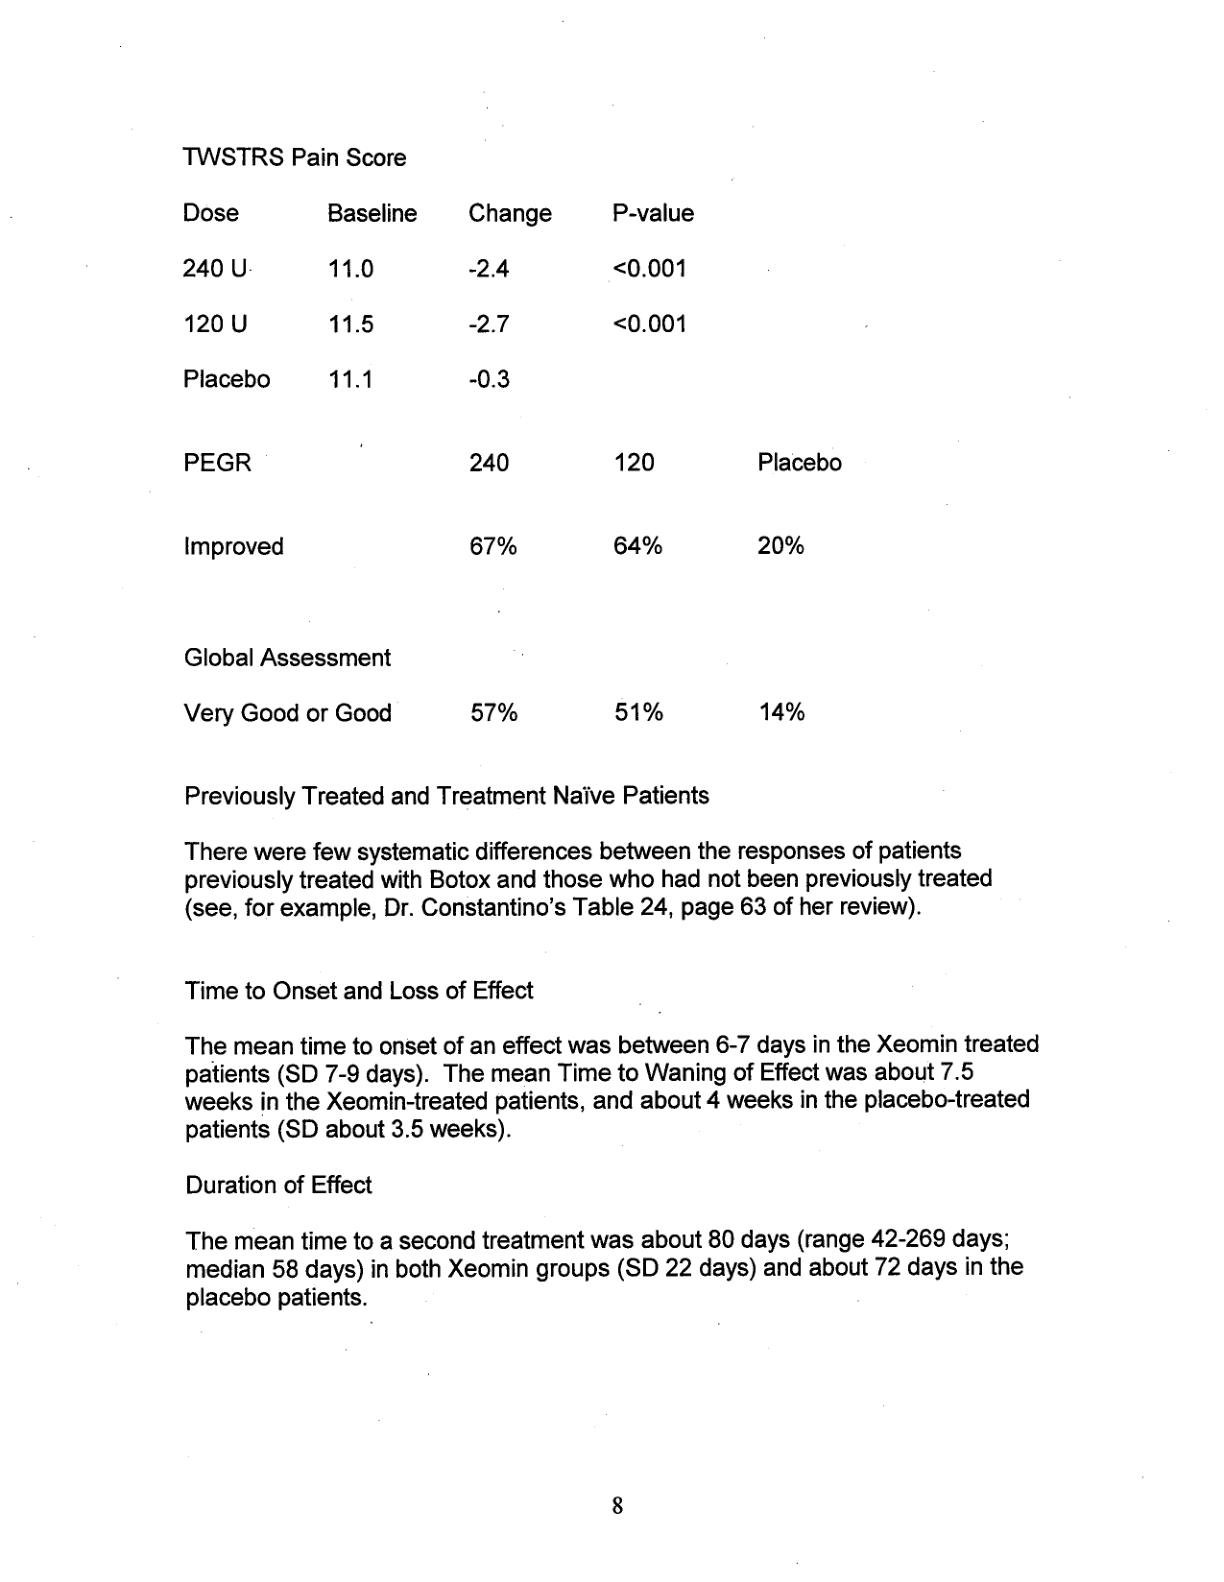 TWSTRS Pain Score
Dose Baseline Change P-value
240 U 11.0 -2.4 <0.001
120 U 11.5 -2.7 <0.001
Placebo 11.1 -0.3
PEGR 240 120 Placebo
Improved 67% 64% 20%
Global Assessment
Very Good or Good 57% 51% 14%
Previously Treated and Treatment Naïve Patients
There were few systematic differences between the responses of patients
previously treated with Botox and those who had not been previously treated
(see, for example, Dr. Constantino's Table 24, page 63 of her review).
Time to Onset and Loss of Effect
The mean time to onset of an effect was between 6-7 days in the Xeomin treated
patients (SD 7-9 days). The mean Time to Waning of Effect was about 7.5
weeks in the Xeomin-treated patients, and about 4 weeks in the placebo-treated
patients (SD about 3.5 weeks).
Duration of Effect
The mean time to a second treatment was about 80 days (range 42-269 days;
median 58 days) in both Xeomin groups (SD 22 days) and about 72 days in the
placebo patients.
8